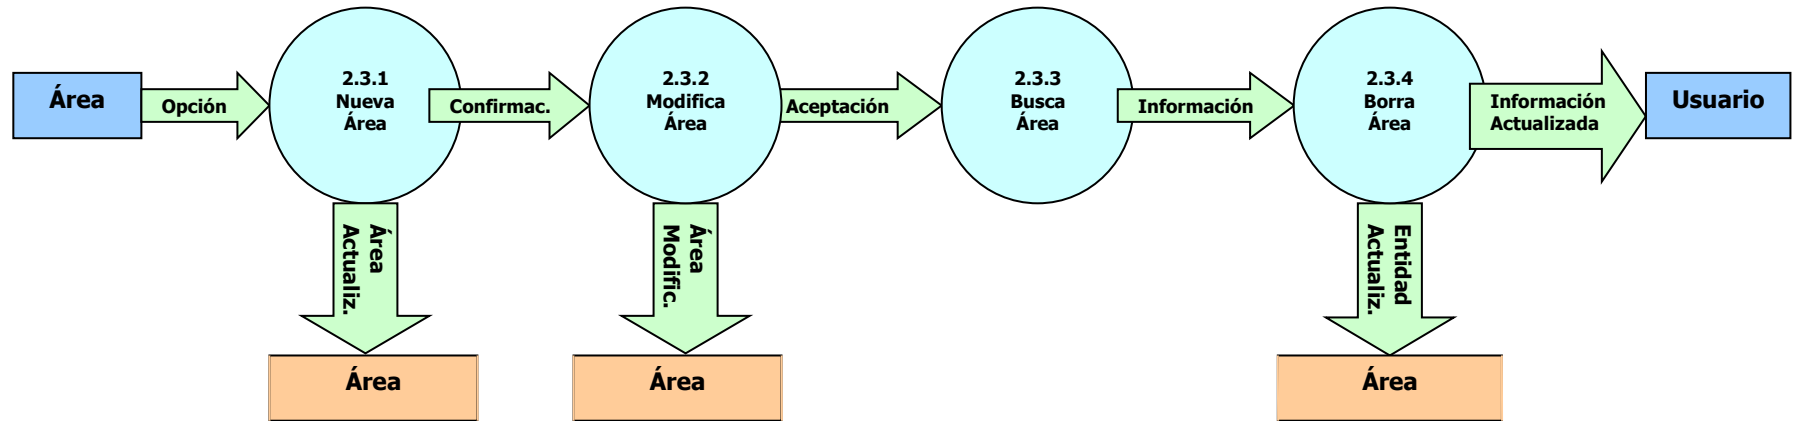 Área
Opción
2.3.1
Nueva
Área
Confirmac.
2.3.2
Modifica
Área
Aceptación
2.3.3
Busca
Área
Información
2.3.4
Borra
Área
Información
Actualizada
Usuario
Área
Actualiz.
Área
Modific.
Entidad
Actualiz.
Área
Área
Área